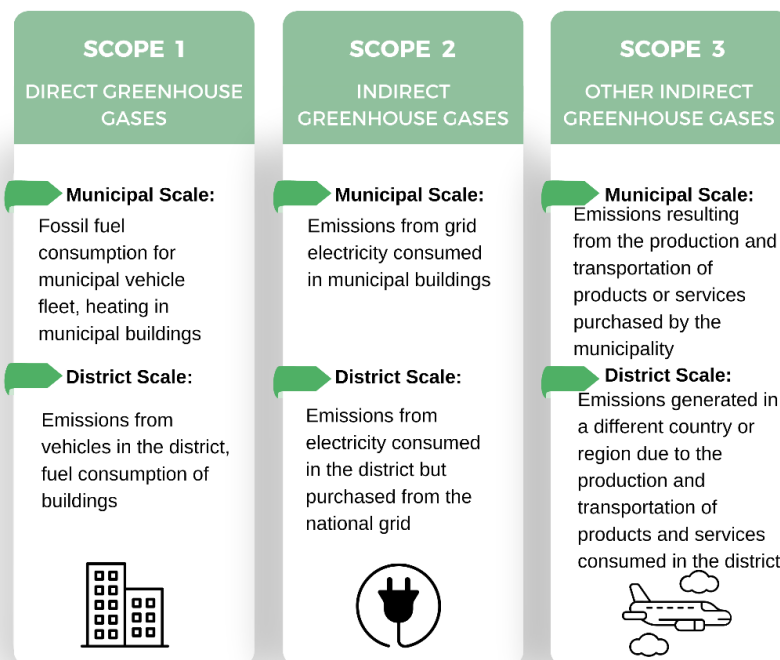 SCOPE 1
DIRECT GREENHOUSE
GASES
Municipal Scale:
Fossil fuel
consumption for
municipal vehicle
fleet, heating in
municipal buildings
District Scale:
Emissions from
vehicles in the district,
fuel consumption of
buildings
SCOPE 2
INDIRECT
GREENHOUSE GASES
Municipal Scale:
Emissions from grid
electricity consumed
in municipal buildings
District Scale:
Emissions from
electricity consumed
in the district but
purchased from the
national grid
SCOPE 3
OTHER INDIRECT
GREENHOUSE GASES
Municipal Scale:
Emissions resulting
from the production and
transportation of
products or services
purchased by the
municipality
District Scale:
Emissions generated in
a different country or
region due to the
production and
transportation of
products and services
consumed in the district